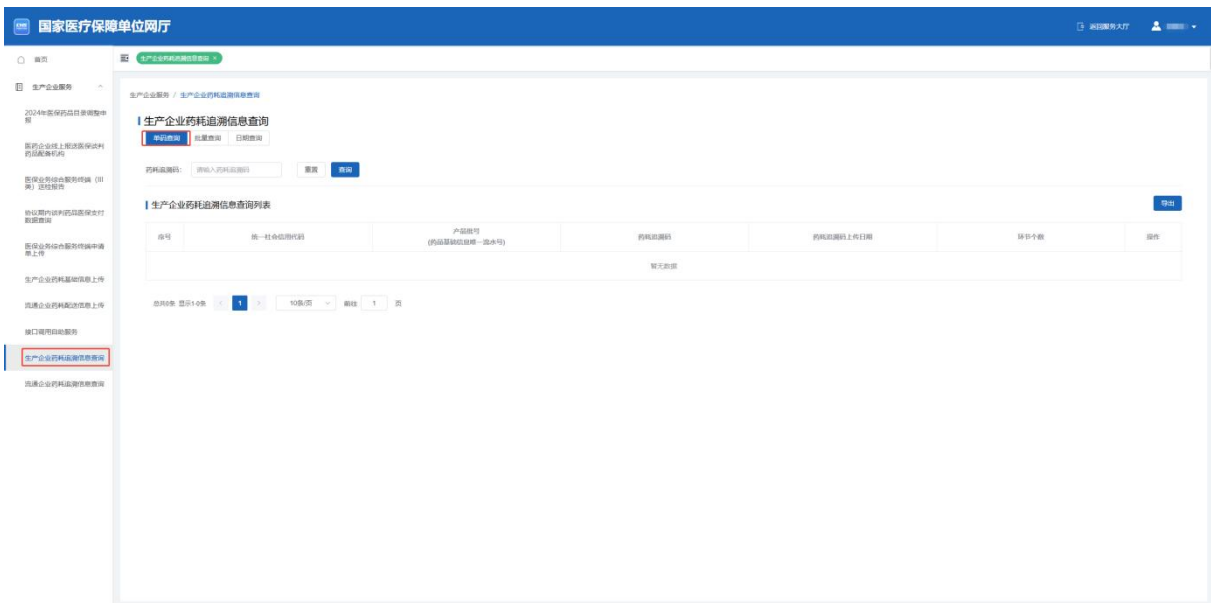 国家医疗保障单位网厅
返回服务大厅
首页
生产企业药耗追溯信息查询 ×
生产企业服务
2024年医保药品目录调整申
报
医药企业线上报送医保谈判
药品配备机构
医保业务综合服务终端（III
类）送检报告
协议期内谈判药品医保支付
数据查询
医保业务综合服务终端申请
表上传
生产企业药耗基础信息上传
流通企业药耗配送信息上传
接口调用自助服务
生产企业药耗追溯信息查询
流通企业药耗追溯信息查询
生产企业服务 / 生产企业药耗追溯信息查询
生产企业药耗追溯信息查询
单码查询 批量查询 日期查询
药耗追溯码: 请输入药耗追溯码 重置 查询
生产企业药耗追溯信息查询列表 导出
序号 统一社会信用代码 产品批号 药耗追溯码 药耗追溯码上传日期 环节个数 操作
(药品基础信息唯一流水号)
暂无数据
总共0条 显示1-0条 < 1 > 10条/页 前往 1 页